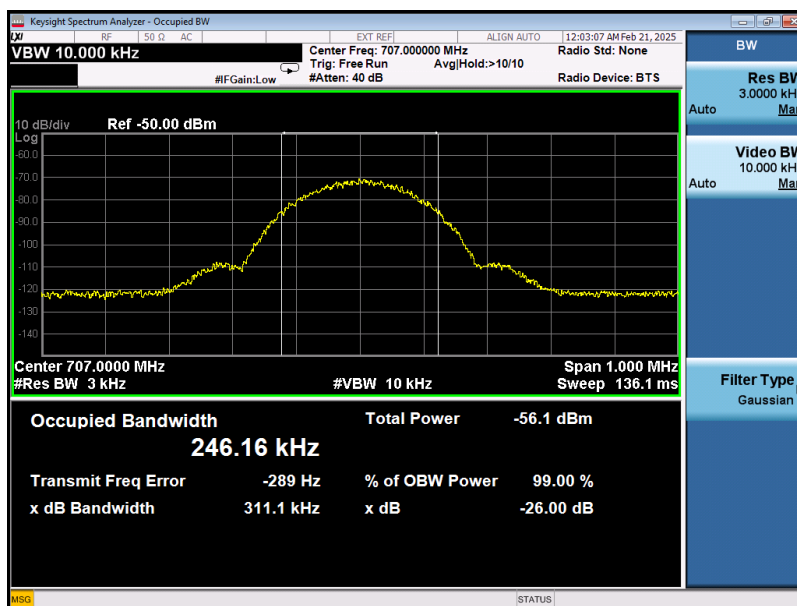 Keysight Spectrum Analyzer - Occupied BW
LXI RF 50 Ω AC EXT REF ALIGN AUTO 12:03:07 AM Feb 21, 2025
VBW 10.000 kHz
Center Freq: 707.000000 MHz Radio Std: None
Trig: Free Run Avg|Hold:>10/10
#IFGain:Low #Atten: 40 dB Radio Device: BTS
BW
Res BW
3.0000 kH
Auto Ma
Video BW
10.000 kH
Auto Ma
Filter Type
Gaussian
10 dB/div Ref -50.00 dBm
Log
-60.0
-70.0
-80.0
-90.0
-100
-110
-120
-130
-140
Center 707.0000 MHz Span 1.000 MHz
#Res BW 3 kHz #VBW 10 kHz Sweep 136.1 ms
Occupied Bandwidth Total Power -56.1 dBm
246.16 kHz
Transmit Freq Error -289 Hz % of OBW Power 99.00 %
x dB Bandwidth 311.1 kHz x dB -26.00 dB
MSG STATUS